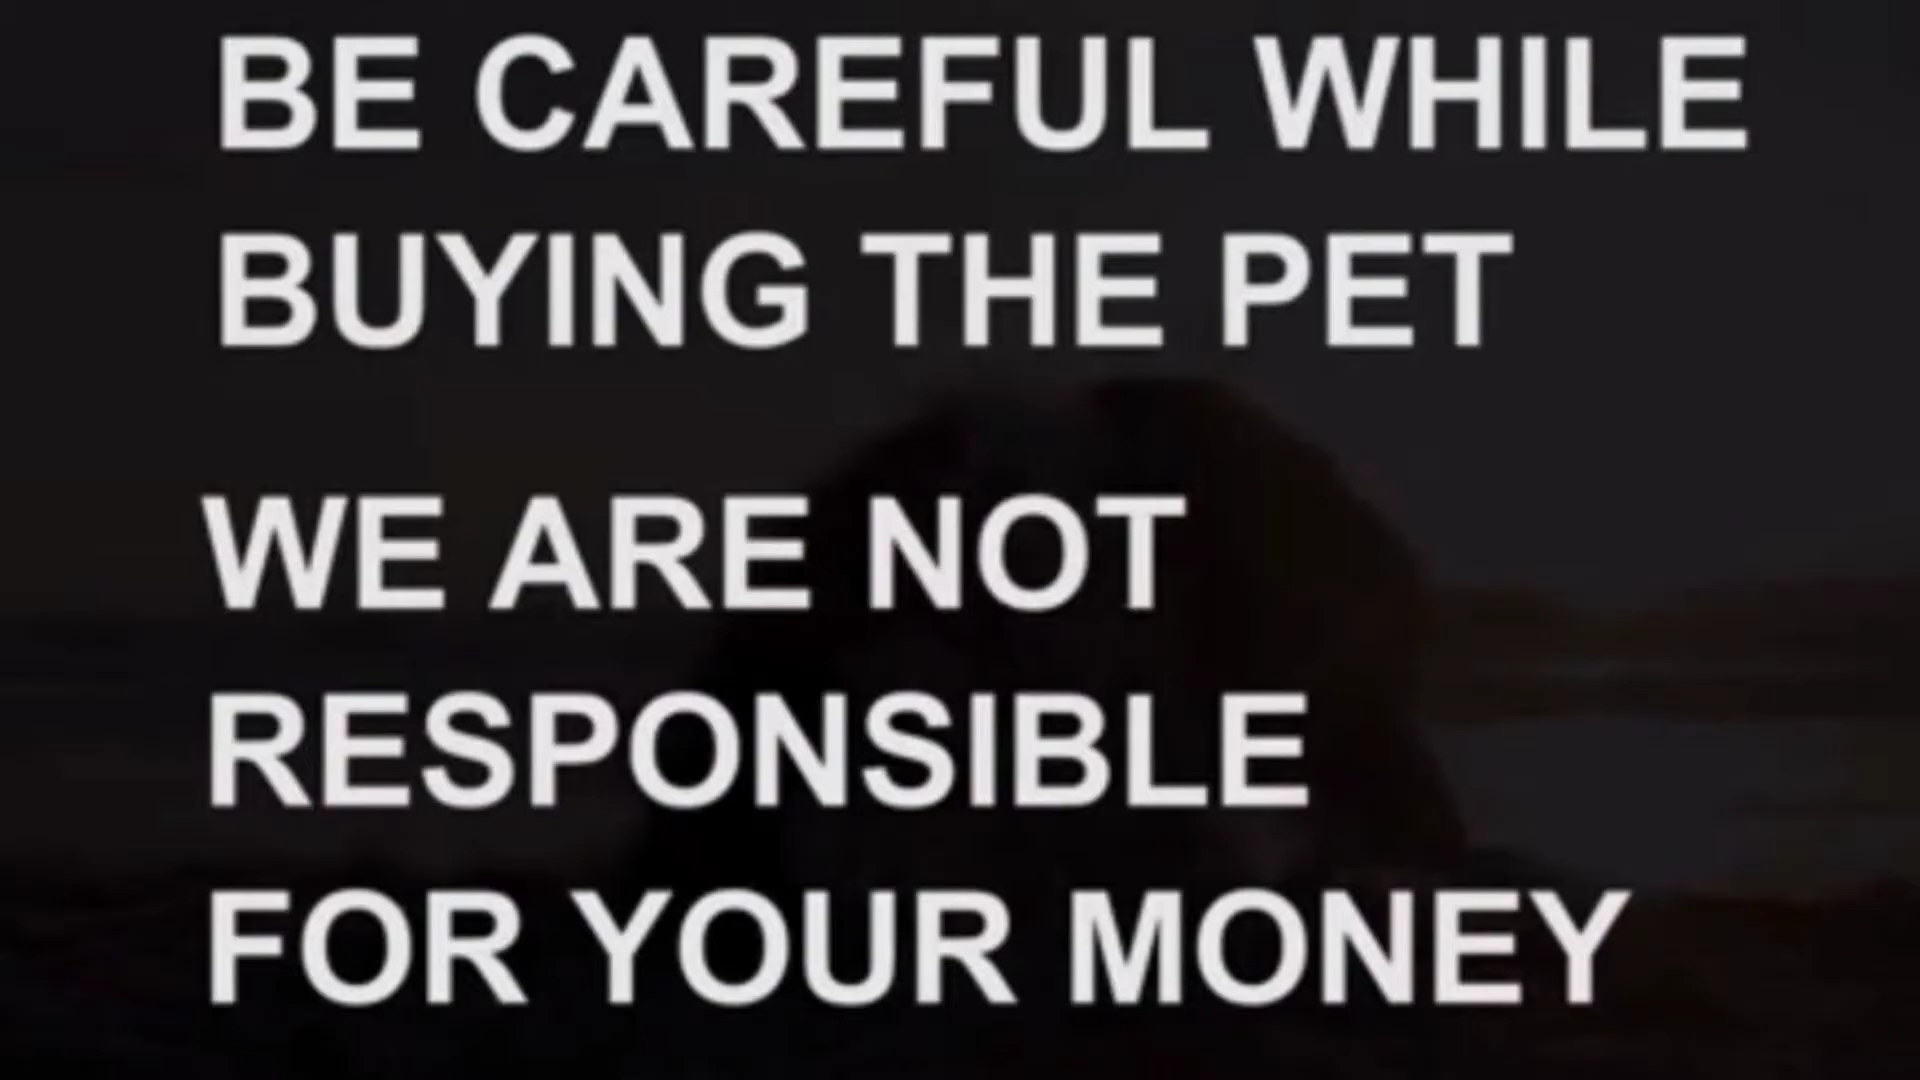 BE CAREFUL WHILE
BUYING THE PET
WE ARE NOT
RESPONSIBLE
FOR YOUR MONEY